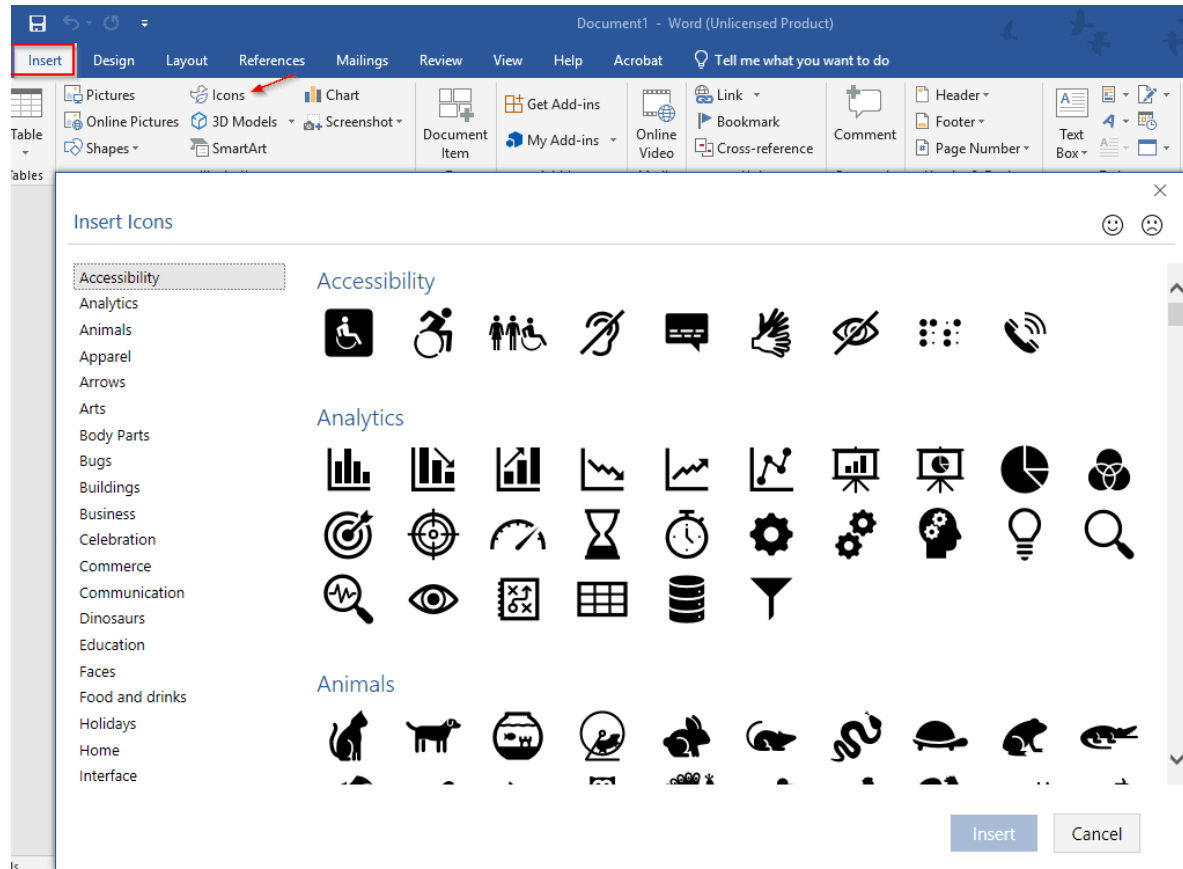 Document1 - Word (Unlicensed Product)
Insert Design Layout References Mailings Review View Help Acrobat Tell me what you want to do
Pictures Icons Chart Get Add-ins Link Header
Online Pictures 3D Models Screenshot My Add-ins Bookmark Footer
Shapes SmartArt Cross-reference Page Number
Table
Document
Item
Online
Video
Comment
Text
Box
Insert Icons
Accessibility
Analytics
Animals
Apparel
Arrows
Arts
Body Parts
Bugs
Buildings
Business
Celebration
Commerce
Communication
Dinosaurs
Education
Faces
Food and drinks
Holidays
Home
Interface
Accessibility
Analytics
Animals
Insert Cancel